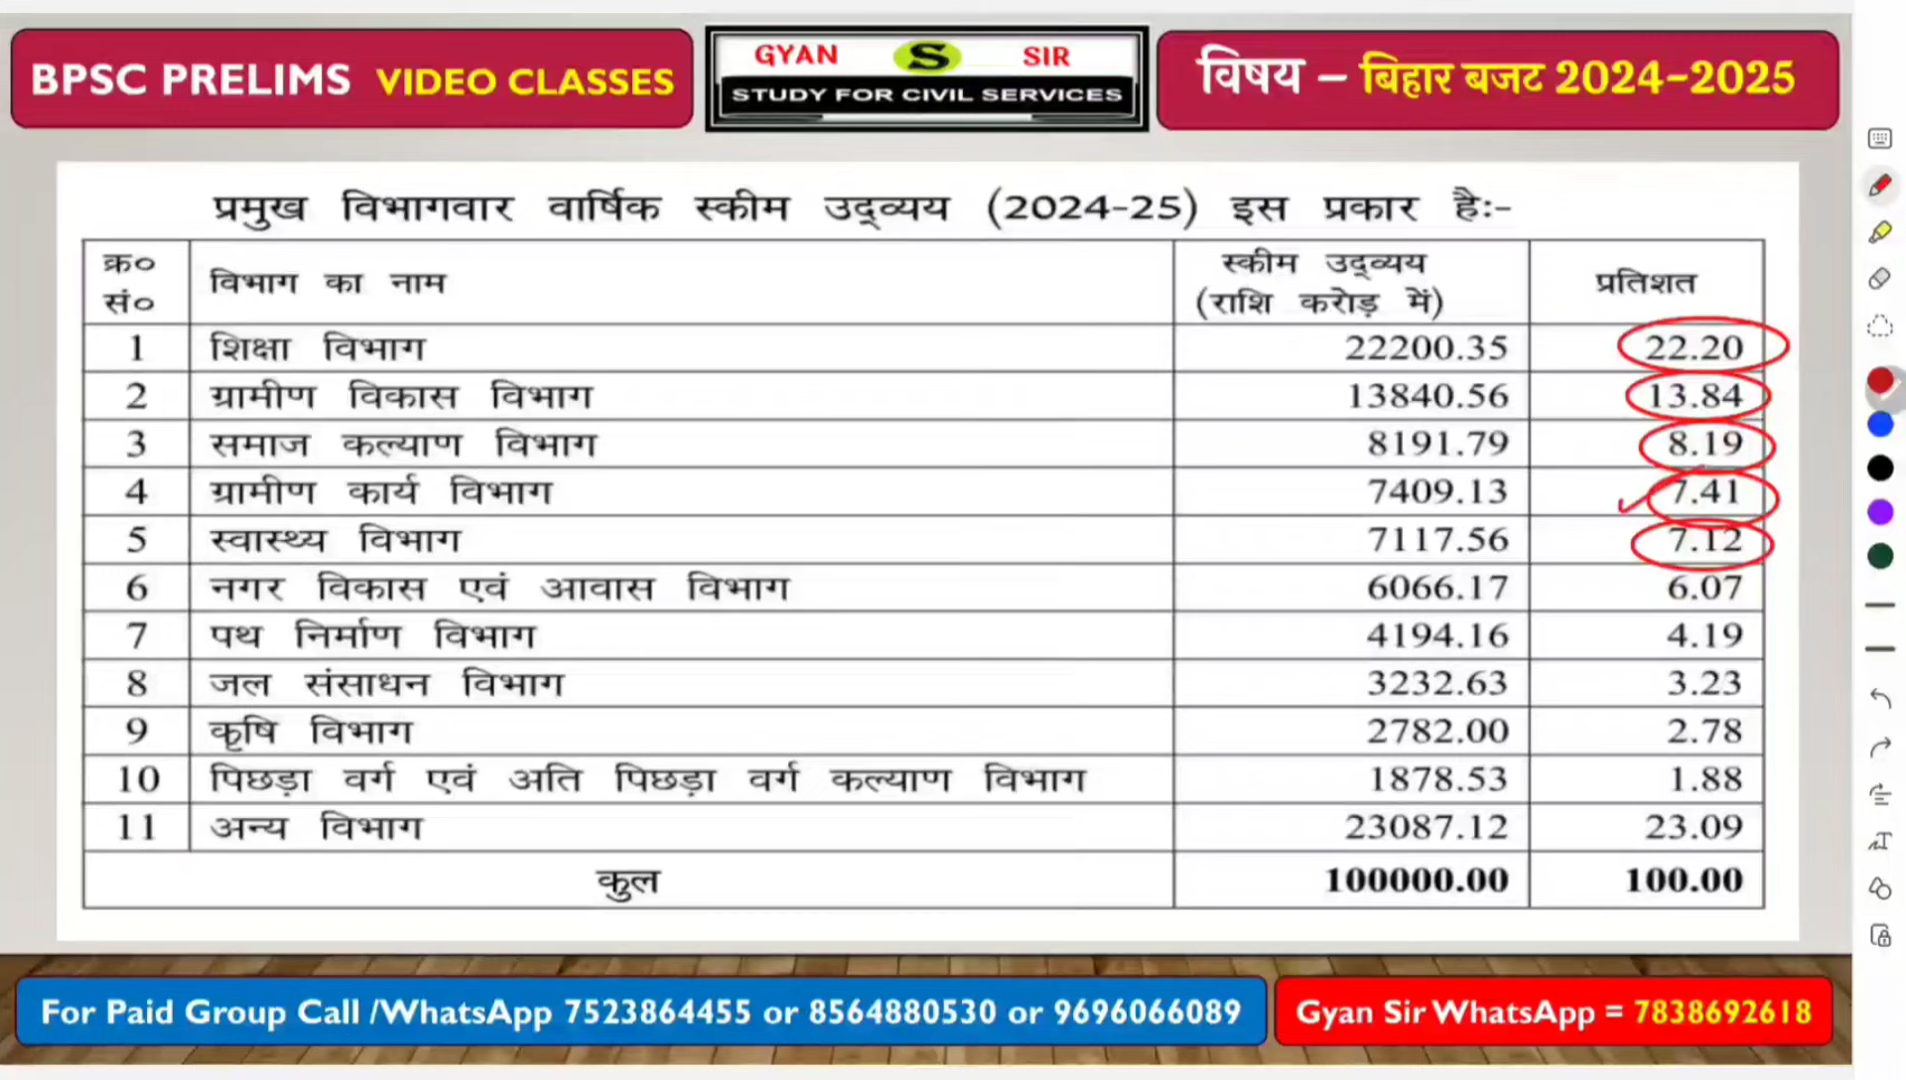 BPSC PRELIMS VIDEO CLASSES
GYAN S SIR
STUDY FOR CIVIL SERVICES
विषय – बिहार बजट 2024-2025
प्रमुख विभागवार वार्षिक स्कीम उद्व्यय (2024-25) इस प्रकार है:-
क्र० सं० विभाग का नाम स्कीम उद्व्यय (राशि करोड़ में) प्रतिशत
1 शिक्षा विभाग 22200.35 22.20
2 ग्रामीण विकास विभाग 13840.56 13.84
3 समाज कल्याण विभाग 8191.79 8.19
4 ग्रामीण कार्य विभाग 7409.13 7.41
5 स्वास्थ्य विभाग 7117.56 7.12
6 नगर विकास एवं आवास विभाग 6066.17 6.07
7 पथ निर्माण विभाग 4194.16 4.19
8 जल संसाधन विभाग 3232.63 3.23
9 कृषि विभाग 2782.00 2.78
10 पिछड़ा वर्ग एवं अति पिछड़ा वर्ग कल्याण विभाग 1878.53 1.88
11 अन्य विभाग 23087.12 23.09
कुल 100000.00 100.00
For Paid Group Call /WhatsApp 7523864455 or 8564880530 or 9696066089
Gyan Sir WhatsApp = 7838692618